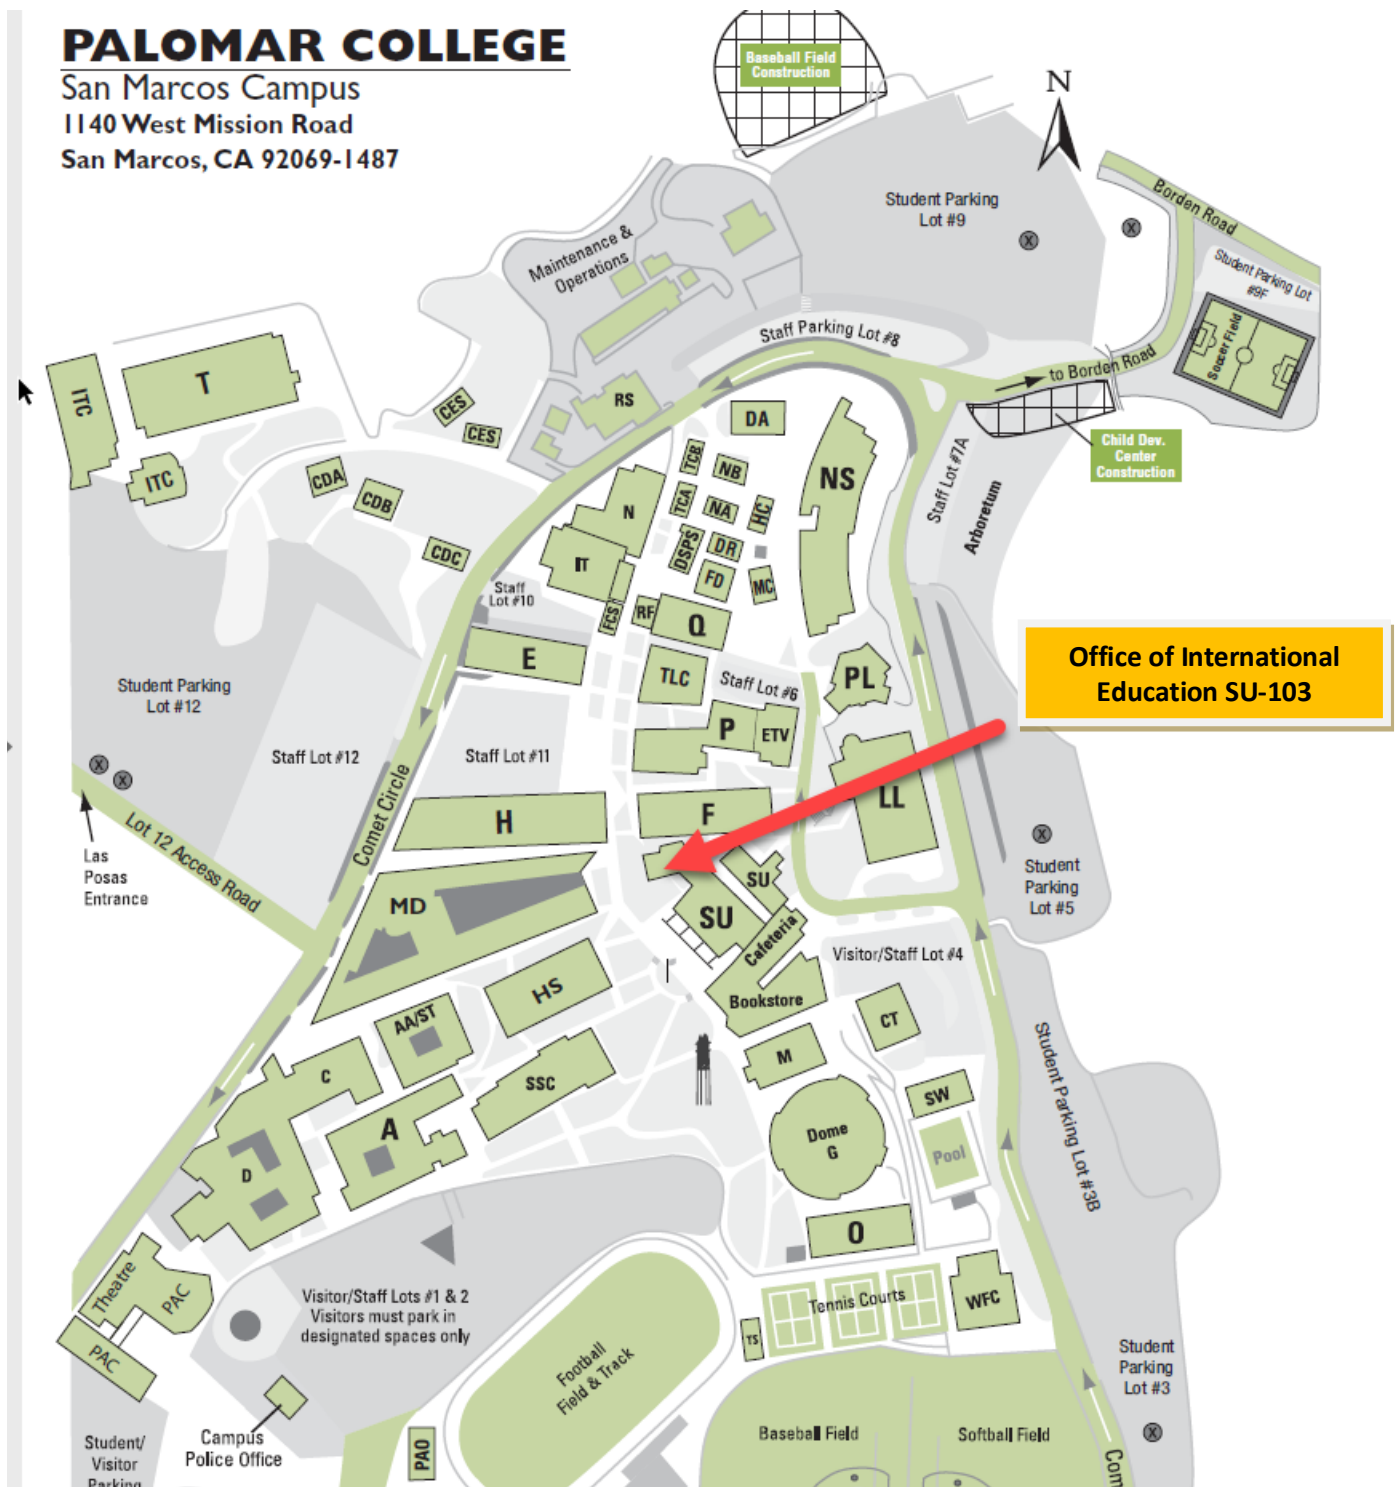 PALOMAR COLLEGE
San Marcos Campus
1140 West Mission Road
San Marcos, CA 92069-1487
Baseball Field
Construction
N
Student Parking
Lot #9
Borden Road
Student Parking Lot
#9F
Soccer Field
Maintenance &
Operations
Staff Parking Lot #8
to Borden Road
Child Dev.
Center
Construction
ITC
T
ITC
CES
CES
RS
DA
NS
Staff Lot #7A
Arboretum
CDA
CDB
CDC
TCB
NB
TCA
NA
HC
N
IT
DSPS
DR
FD
MC
Staff
Lot #10
FCS
RF
Q
E
TLC
Staff Lot #6
PL
Office of International
Education SU-103
Student Parking
Lot #12
Staff Lot #12
Staff Lot #11
P
ETV
LL
Comet Circle
H
F
Lot 12 Access Road
Las
Posas
Entrance
Student
Parking
Lot #5
MD
SU
SU
Cafeteria
Visitor/Staff Lot #4
Bookstore
HS
AA/ST
CT
M
C
SSC
A
D
SW
Student Parking Lot #3B
Dome
G
Pool
O
Theatre
PAC
PAC
Visitor/Staff Lots #1 & 2
Visitors must park in
designated spaces only
Tennis Courts
WFC
TS
Football
Field & Track
Student
Parking
Lot #3
Campus
Police Office
PAO
Baseball Field
Softball Field
Student/
Visitor
Parking
Com
X
X
X
X
X
X